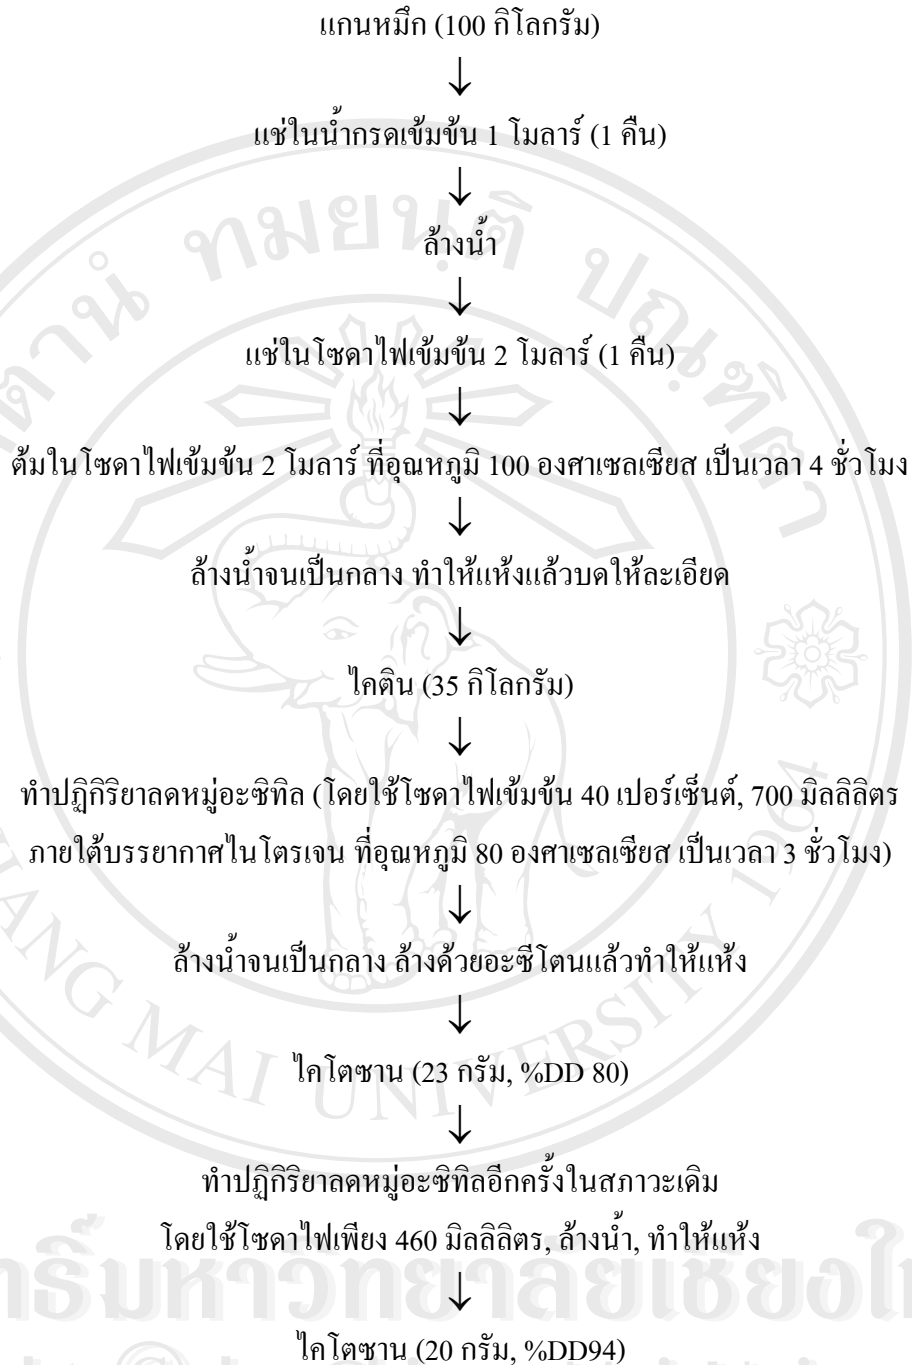 แกนหมึก (100 กิโลกรัม)
↓
แช่ในน้ำกรดเข้มข้น 1 โมลาร์ (1 คืน)
↓
ล้างน้ำ
↓
แช่ในโซดาไฟเข้มข้น 2 โมลาร์ (1 คืน)
↓
ต้มในโซดาไฟเข้มข้น 2 โมลาร์ ที่อุณหภูมิ 100 องศาเซลเซียส เป็นเวลา 4 ชั่วโมง
↓
ล้างน้ำจนเป็นกลาง ทำให้แห้งแล้วบดให้ละเอียด
↓
ไคติน (35 กิโลกรัม)
↓
ทำปฏิกิริยาลดหมู่อะซิทิล (โดยใช้โซดาไฟเข้มข้น 40 เปอร์เซ็นต์, 700 มิลลิลิตร
ภายใต้บรรยากาศไนโตรเจน ที่อุณหภูมิ 80 องศาเซลเซียส เป็นเวลา 3 ชั่วโมง)
↓
ล้างน้ำจนเป็นกลาง ล้างด้วยอะซีโตนแล้วทำให้แห้ง
↓
ไคโตซาน (23 กรัม, %DD 80)
↓
ทำปฏิกิริยาลดหมู่อะซิทิลอีกครั้งในสภาวะเดิม
โดยใช้โซดาไฟเพียง 460 มิลลิลิตร, ล้างน้ำ, ทำให้แห้ง
↓
ไคโตซาน (20 กรัม, %DD94)